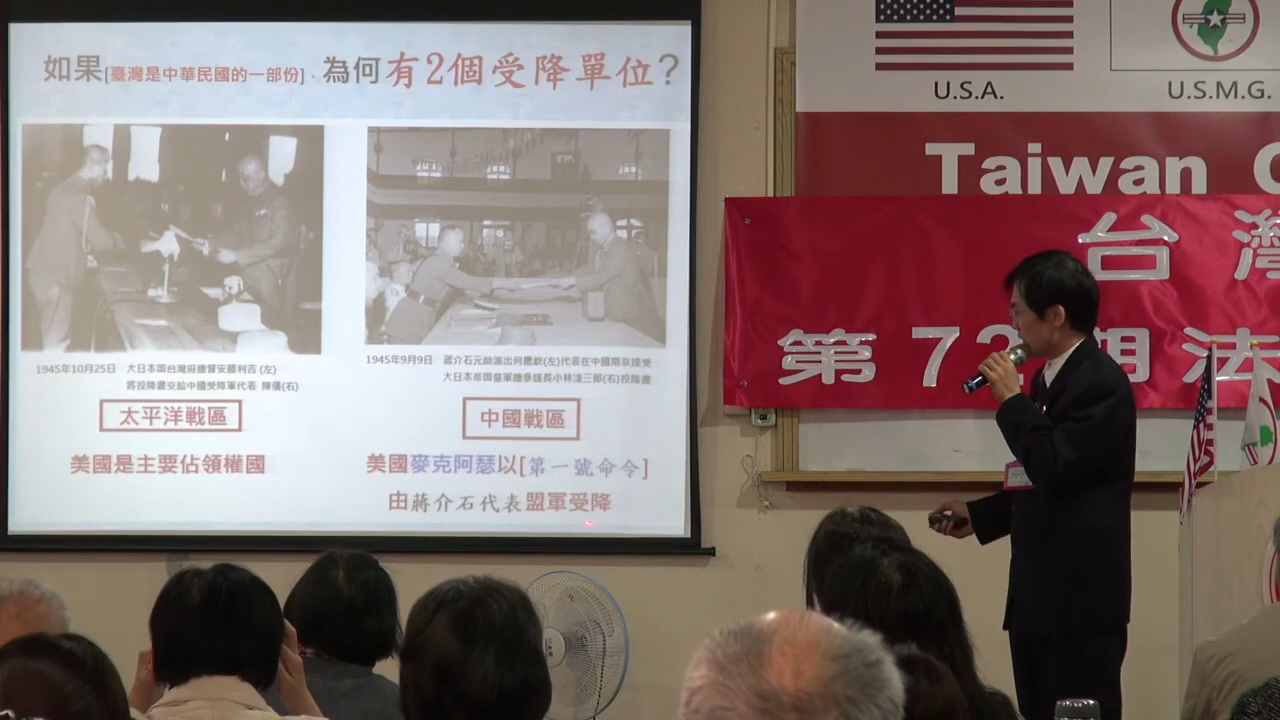 如果[臺灣是中華民國的一部份]、為何有2個受降單位?
1945年10月25日 大日本国台灣府總督安藤利吉(左)
將投降書交給中國受降軍代表 陳儀(右)
太平洋戰區
美國是主要佔領權國
1945年9月9日 蔣介石元帥派出何應欽(左)代表在中國南京接受
大日本帝国皇軍總參謀長小林淺三郎(右)投降書
中國戰區
美國麥克阿瑟以[第一號命令]
由蔣介石代表盟軍受降
U.S.A.
U.S.M.G.
Taiwan
台灣
第72期法